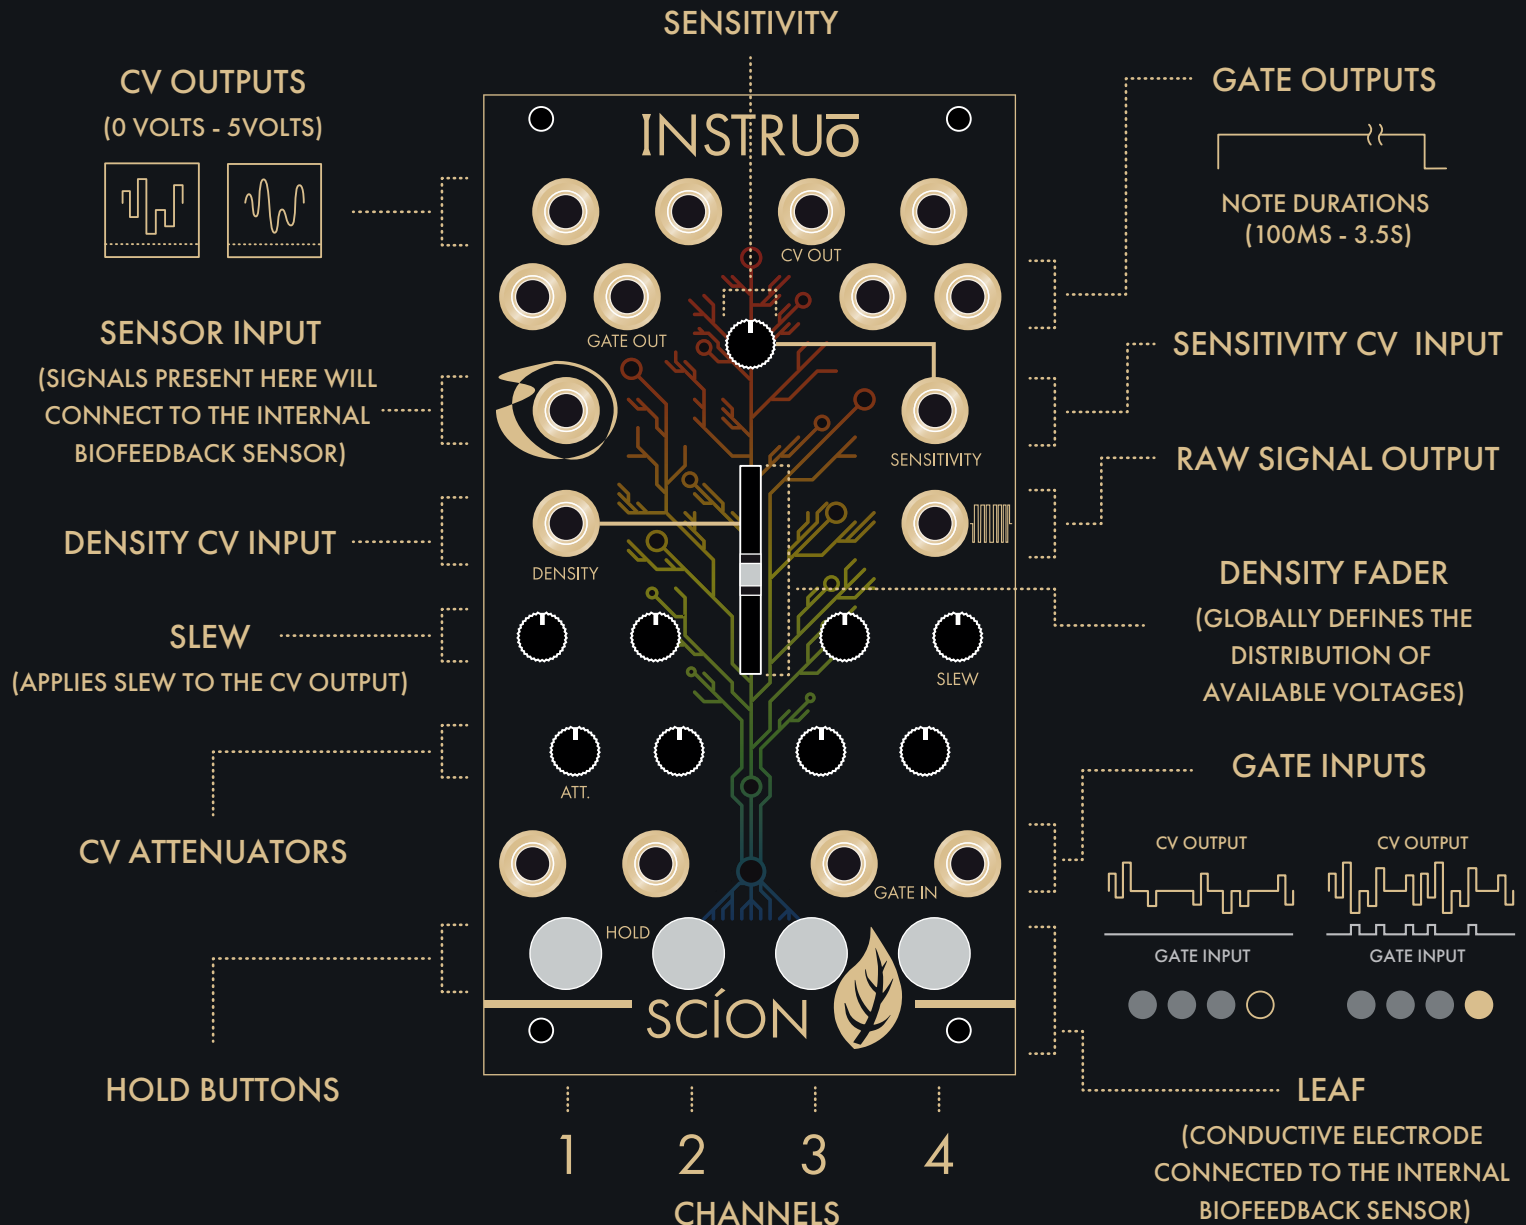 SENSITIVITY
CV OUTPUTS
(0 VOLTS - 5VOLTS)
SENSOR INPUT
(SIGNALS PRESENT HERE WILL
CONNECT TO THE INTERNAL
BIOFEEDBACK SENSOR)
DENSITY CV INPUT
SLEW
(APPLIES SLEW TO THE CV OUTPUT)
CV ATTENUATORS
HOLD BUTTONS
INSTRUō
CV OUT
GATE OUT
SENSITIVITY
DENSITY
SLEW
ATT.
GATE IN
HOLD
SCÍON
1 2 3 4
CHANNELS
GATE OUTPUTS
NOTE DURATIONS
(100MS - 3.5S)
SENSITIVITY CV INPUT
RAW SIGNAL OUTPUT
DENSITY FADER
(GLOBALLY DEFINES THE
DISTRIBUTION OF
AVAILABLE VOLTAGES)
GATE INPUTS
CV OUTPUT CV OUTPUT
GATE INPUT GATE INPUT
LEAF
(CONDUCTIVE ELECTRODE
CONNECTED TO THE INTERNAL
BIOFEEDBACK SENSOR)